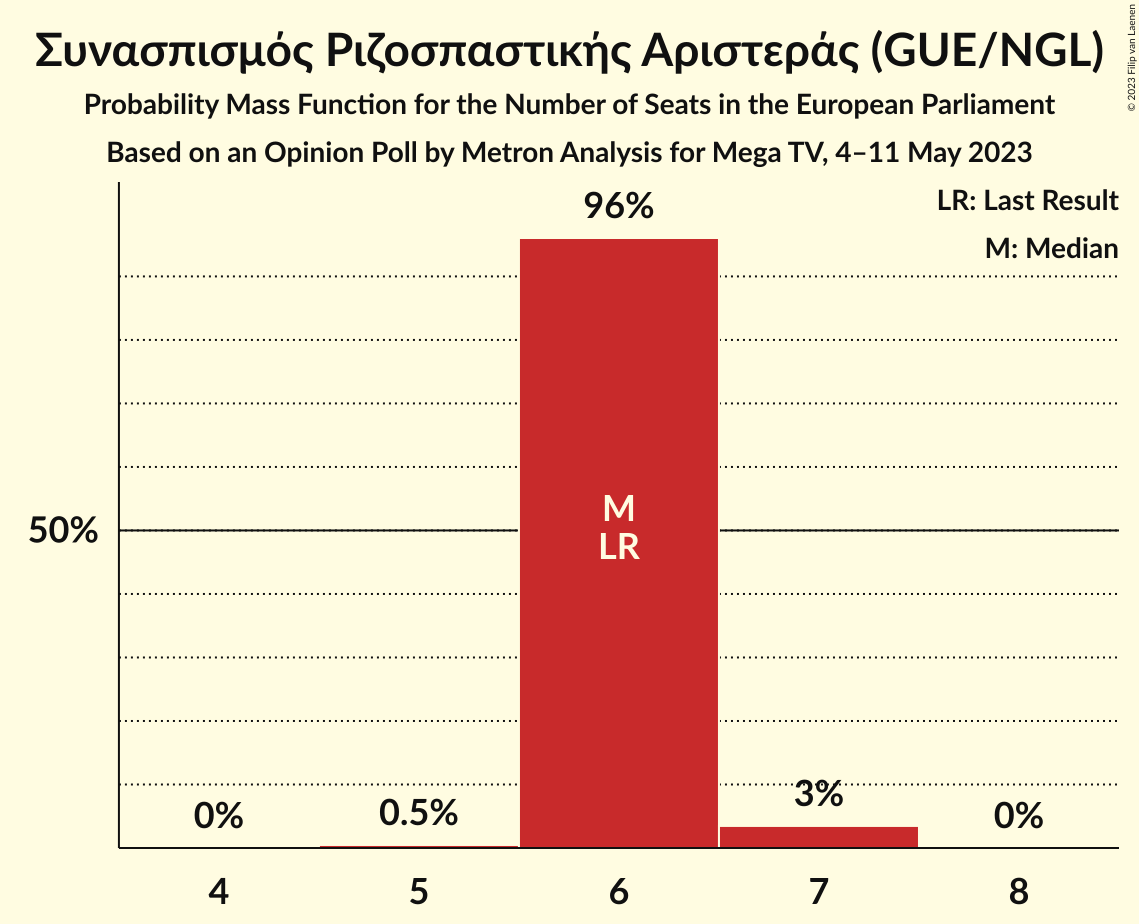 Συνασπισμός Ριζοσπαστικής Αριστεράς (GUE/NGL)
Probability Mass Function for the Number of Seats in the European Parliament
Based on an Opinion Poll by Metron Analysis for Mega TV, 4–11 May 2023
© 2023 Filip van Laenen
LR: Last Result
M: Median
96%
50%
M
LR
0%
0.5%
3%
0%
4
5
6
7
8